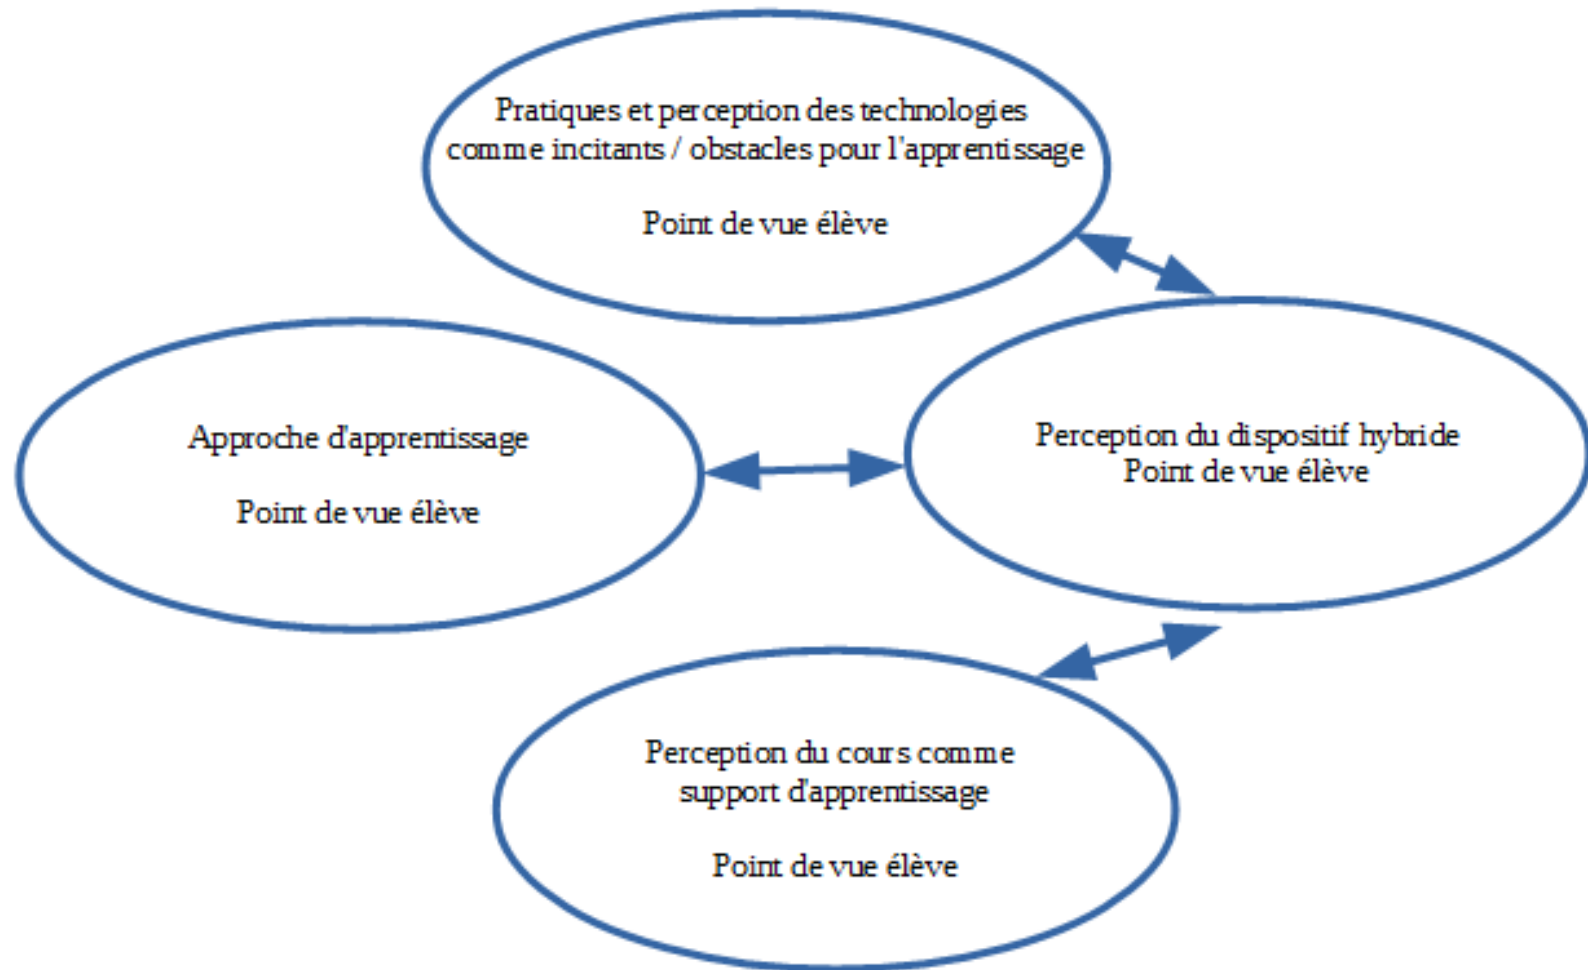 Pratiques et perception des technologies
comme incitants / obstacles pour l'apprentissage
Point de vue élève
Approche d'apprentissage
Point de vue élève
Perception du dispositif hybride
Point de vue élève
Perception du cours comme
support d'apprentissage
Point de vue élève